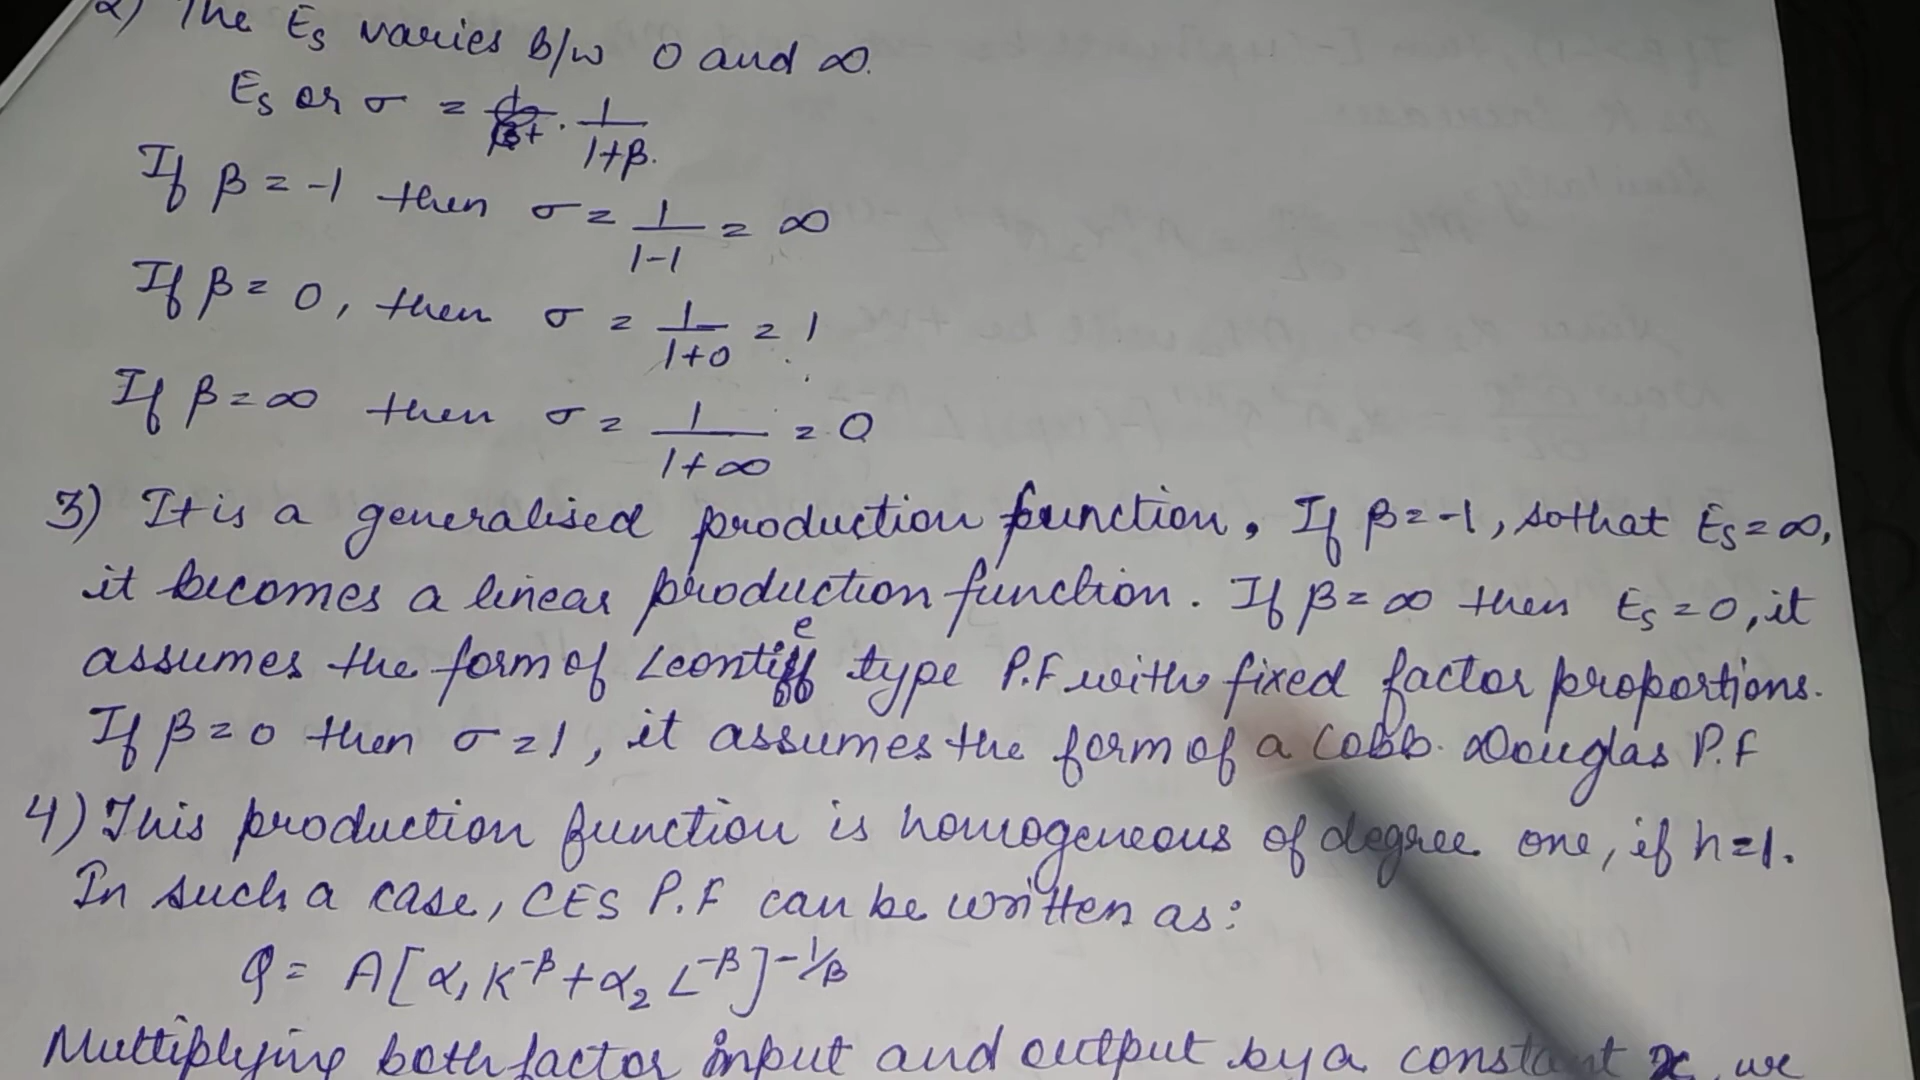 2) The Es varies b/w 0 and ∞.
Es or σ = . 1/1+β.
If β = -1 then σ = 1/1-1 = ∞
If β = 0, then σ = 1/1+0 = 1
If β = ∞ then σ = 1/1+∞ = 0
3) It is a generalised production function, If β = -1, so that Es = ∞,
it becomes a linear production function. If β = ∞ then Es = 0, it
assumes the form of Leontieff type P.F with fixed factor proportions.
If β = 0 then σ = 1, it assumes the form of a Cobb. Douglas P.F
4) This production function is homogeneous of degree one, if h = 1.
In such a case, CES P.F can be written as:
Q = A[α₁K^-β + α₂L^-β]^-1/β
Multiplying both factor input and output by a constant x, we